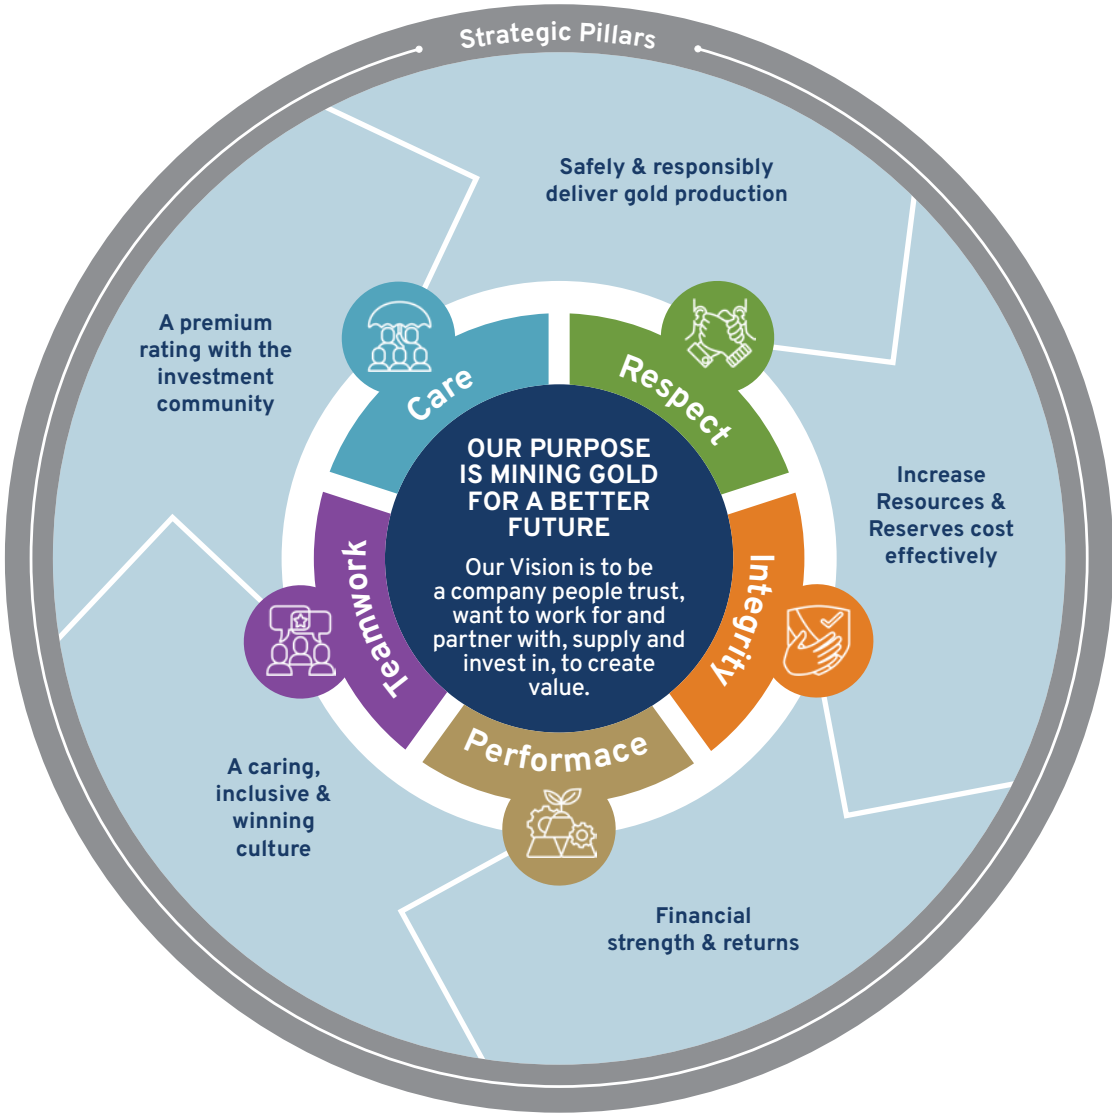 Strategic Pillars
Safely & responsibly
deliver gold production
A premium
rating with the
investment
community
Increase
Resources &
Reserves cost
effectively
A caring,
inclusive &
winning
culture
Financial
strength & returns
Care
Respect
Integrity
Performace
Teamwork
OUR PURPOSE
IS MINING GOLD
FOR A BETTER
FUTURE
Our Vision is to be
a company people trust,
want to work for and
partner with, supply and
invest in, to create
value.